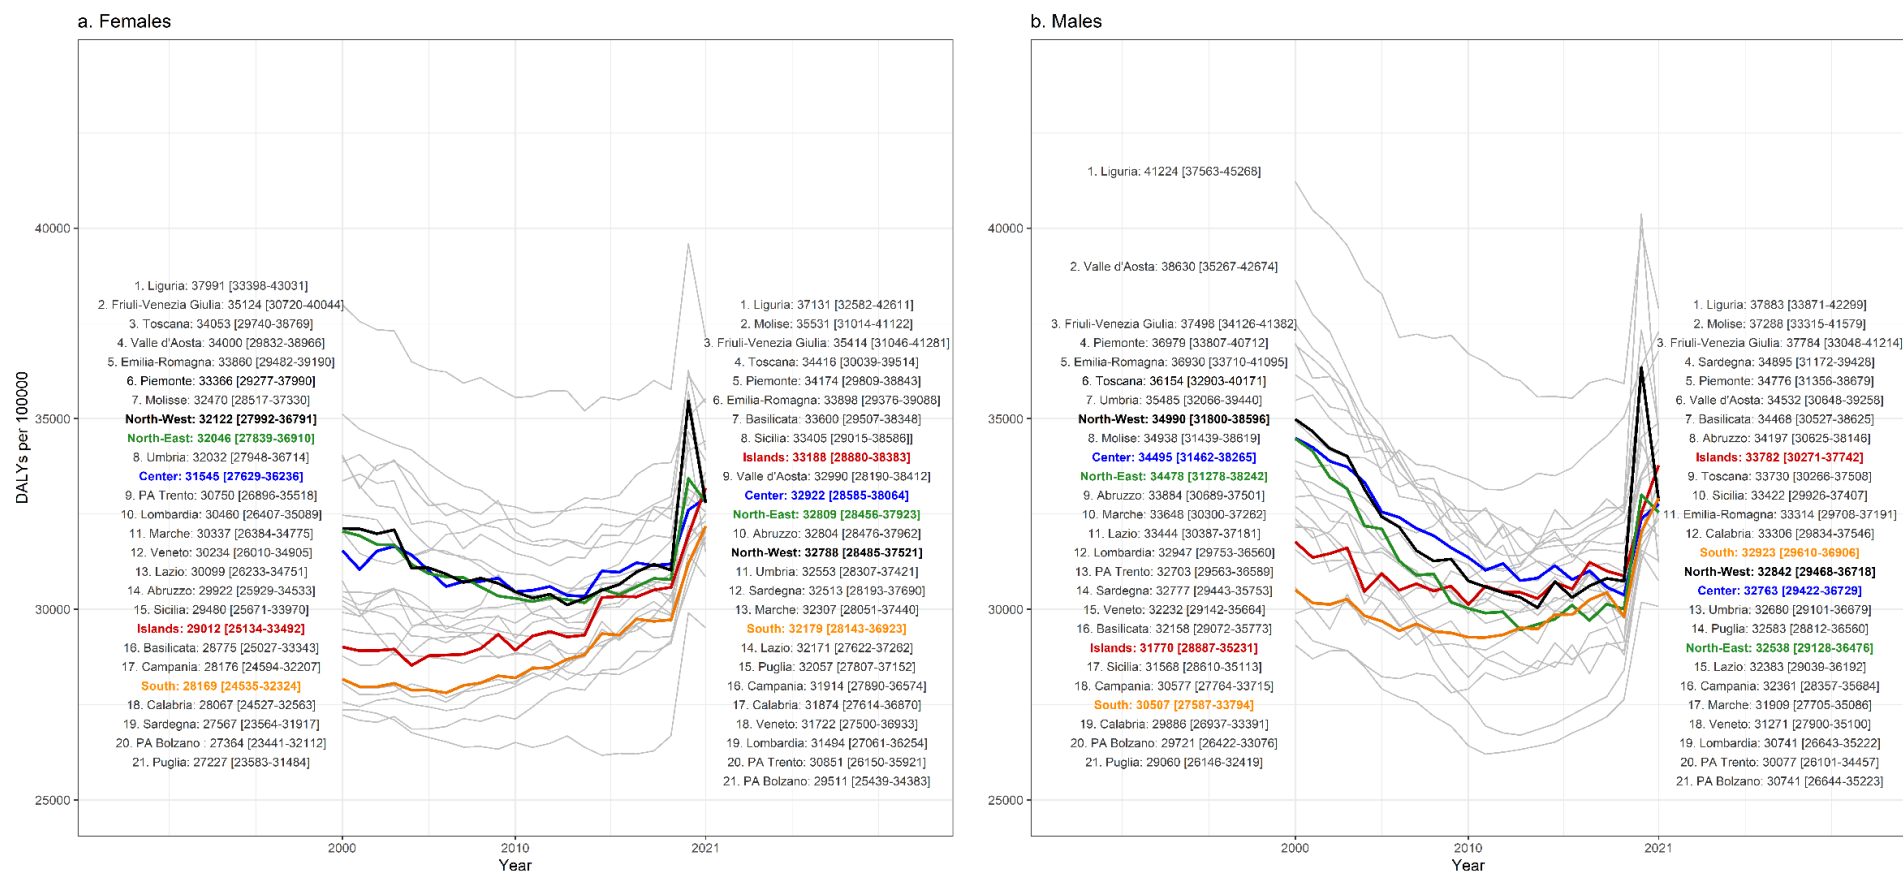 a. Females
DALYs per 100000
40000
35000
30000
25000
1. Liguria: 37991 [33398-43031]
2. Friuli-Venezia Giulia: 35124 [30720-40044]
3. Toscana: 34053 [29740-38769]
4. Valle d'Aosta: 34000 [29832-38966]
5. Emilia-Romagna: 33860 [29482-39190]
6. Piemonte: 33366 [29277-37990]
7. Molisse: 32470 [28517-37330]
North-West: 32122 [27992-36791]
North-East: 32046 [27839-36910]
8. Umbria: 32032 [27948-36714]
Center: 31545 [27629-36236]
9. PA Trento: 30750 [26896-35518]
10. Lombardia: 30460 [26407-35089]
11. Marche: 30337 [26384-34775]
12. Veneto: 30234 [26010-34905]
13. Lazio: 30099 [26233-34751]
14. Abruzzo: 29922 [25929-34533]
15. Sicilia: 29480 [25671-33970]
Islands: 29012 [25134-33492]
16. Basilicata: 28775 [25027-33343]
17. Campania: 28176 [24594-32207]
South: 28169 [24535-32324]
18. Calabria: 28067 [24527-32563]
19. Sardegna: 27567 [23564-31917]
20. PA Bolzano : 27364 [23441-32112]
21. Puglia: 27227 [23583-31484]
1. Liguria: 37131 [32582-42611]
2. Molise: 35531 [31014-41122]
3. Friuli-Venezia Giulia: 35414 [31046-41281]
4. Toscana: 34416 [30039-39514]
5. Piemonte: 34174 [29809-38843]
6. Emilia-Romagna: 33898 [29376-39088]
7. Basilicata: 33600 [29507-38348]
8. Sicilia: 33405 [29015-38586]]
Islands: 33188 [28880-38383]
9. Valle d'Aosta: 32990 [28190-38412]
Center: 32922 [28585-38064]
North-East: 32809 [28456-37923]
10. Abruzzo: 32804 [28476-37962]
North-West: 32788 [28485-37521]
11. Umbria: 32553 [28307-37421]
12. Sardegna: 32513 [28193-37690]
13. Marche: 32307 [28051-37440]
South: 32179 [28143-36923]
14. Lazio: 32171 [27622-37262]
15. Puglia: 32057 [27807-37152]
16. Campania: 31914 [27890-36574]
17. Calabria: 31874 [27614-36870]
18. Veneto: 31722 [27500-36933]
19. Lombardia: 31494 [27061-36254]
20. PA Trento: 30851 [26150-35921]
21. PA Bolzano: 29511 [25439-34383]
2000
2010
2021
Year
b. Males
40000
35000
30000
25000
1. Liguria: 41224 [37563-45268]
2. Valle d'Aosta: 38630 [35267-42674]
3. Friuli-Venezia Giulia: 37498 [34126-41382]
4. Piemonte: 36979 [33807-40712]
5. Emilia-Romagna: 36930 [33710-41095]
6. Toscana: 36154 [32903-40171]
7. Umbria: 35485 [32066-39440]
North-West: 34990 [31800-38596]
8. Molise: 34938 [31439-38619]
Center: 34495 [31462-38265]
North-East: 34478 [31278-38242]
9. Abruzzo: 33884 [30689-37501]
10. Marche: 33648 [30300-37262]
11. Lazio: 33444 [30387-37181]
12. Lombardia: 32947 [29753-36560]
13. PA Trento: 32703 [29563-36589]
14. Sardegna: 32777 [29443-35753]
15. Veneto: 32232 [29142-35664]
16. Basilicata: 32158 [29072-35773]
Islands: 31770 [28887-35231]
17. Sicilia: 31568 [28610-35113]
18. Campania: 30577 [27764-33715]
South: 30507 [27587-33794]
19. Calabria: 29886 [26937-33391]
20. PA Bolzano: 29721 [26422-33076]
21. Puglia: 29060 [26146-32419]
1. Liguria: 37883 [33871-42299]
2. Molise: 37288 [33315-41579]
3. Friuli-Venezia Giulia: 37784 [33048-41214]
4. Sardegna: 34895 [31172-39428]
5. Piemonte: 34776 [31356-38679]
6. Valle d'Aosta: 34532 [30648-39258]
7. Basilicata: 34468 [30527-38625]
8. Abruzzo: 34197 [30625-38146]
Islands: 33782 [30271-37742]
9. Toscana: 33730 [30266-37508]
10. Sicilia: 33422 [29926-37407]
11. Emilia-Romagna: 33314 [29708-37191]
12. Calabria: 33306 [29834-37546]
South: 32923 [29610-36906]
North-West: 32842 [29468-36718]
Center: 32763 [29422-36729]
13. Umbria: 32680 [29101-36679]
14. Puglia: 32583 [28812-36560]
North-East: 32538 [29128-36476]
15. Lazio: 32383 [29039-36192]
16. Campania: 32361 [28357-35684]
17. Marche: 31909 [27705-35086]
18. Veneto: 31271 [27900-35100]
19. Lombardia: 30741 [26643-35222]
20. PA Trento: 30077 [26101-34457]
21. PA Bolzano: 30741 [26644-35223]
2000
2010
2021
Year